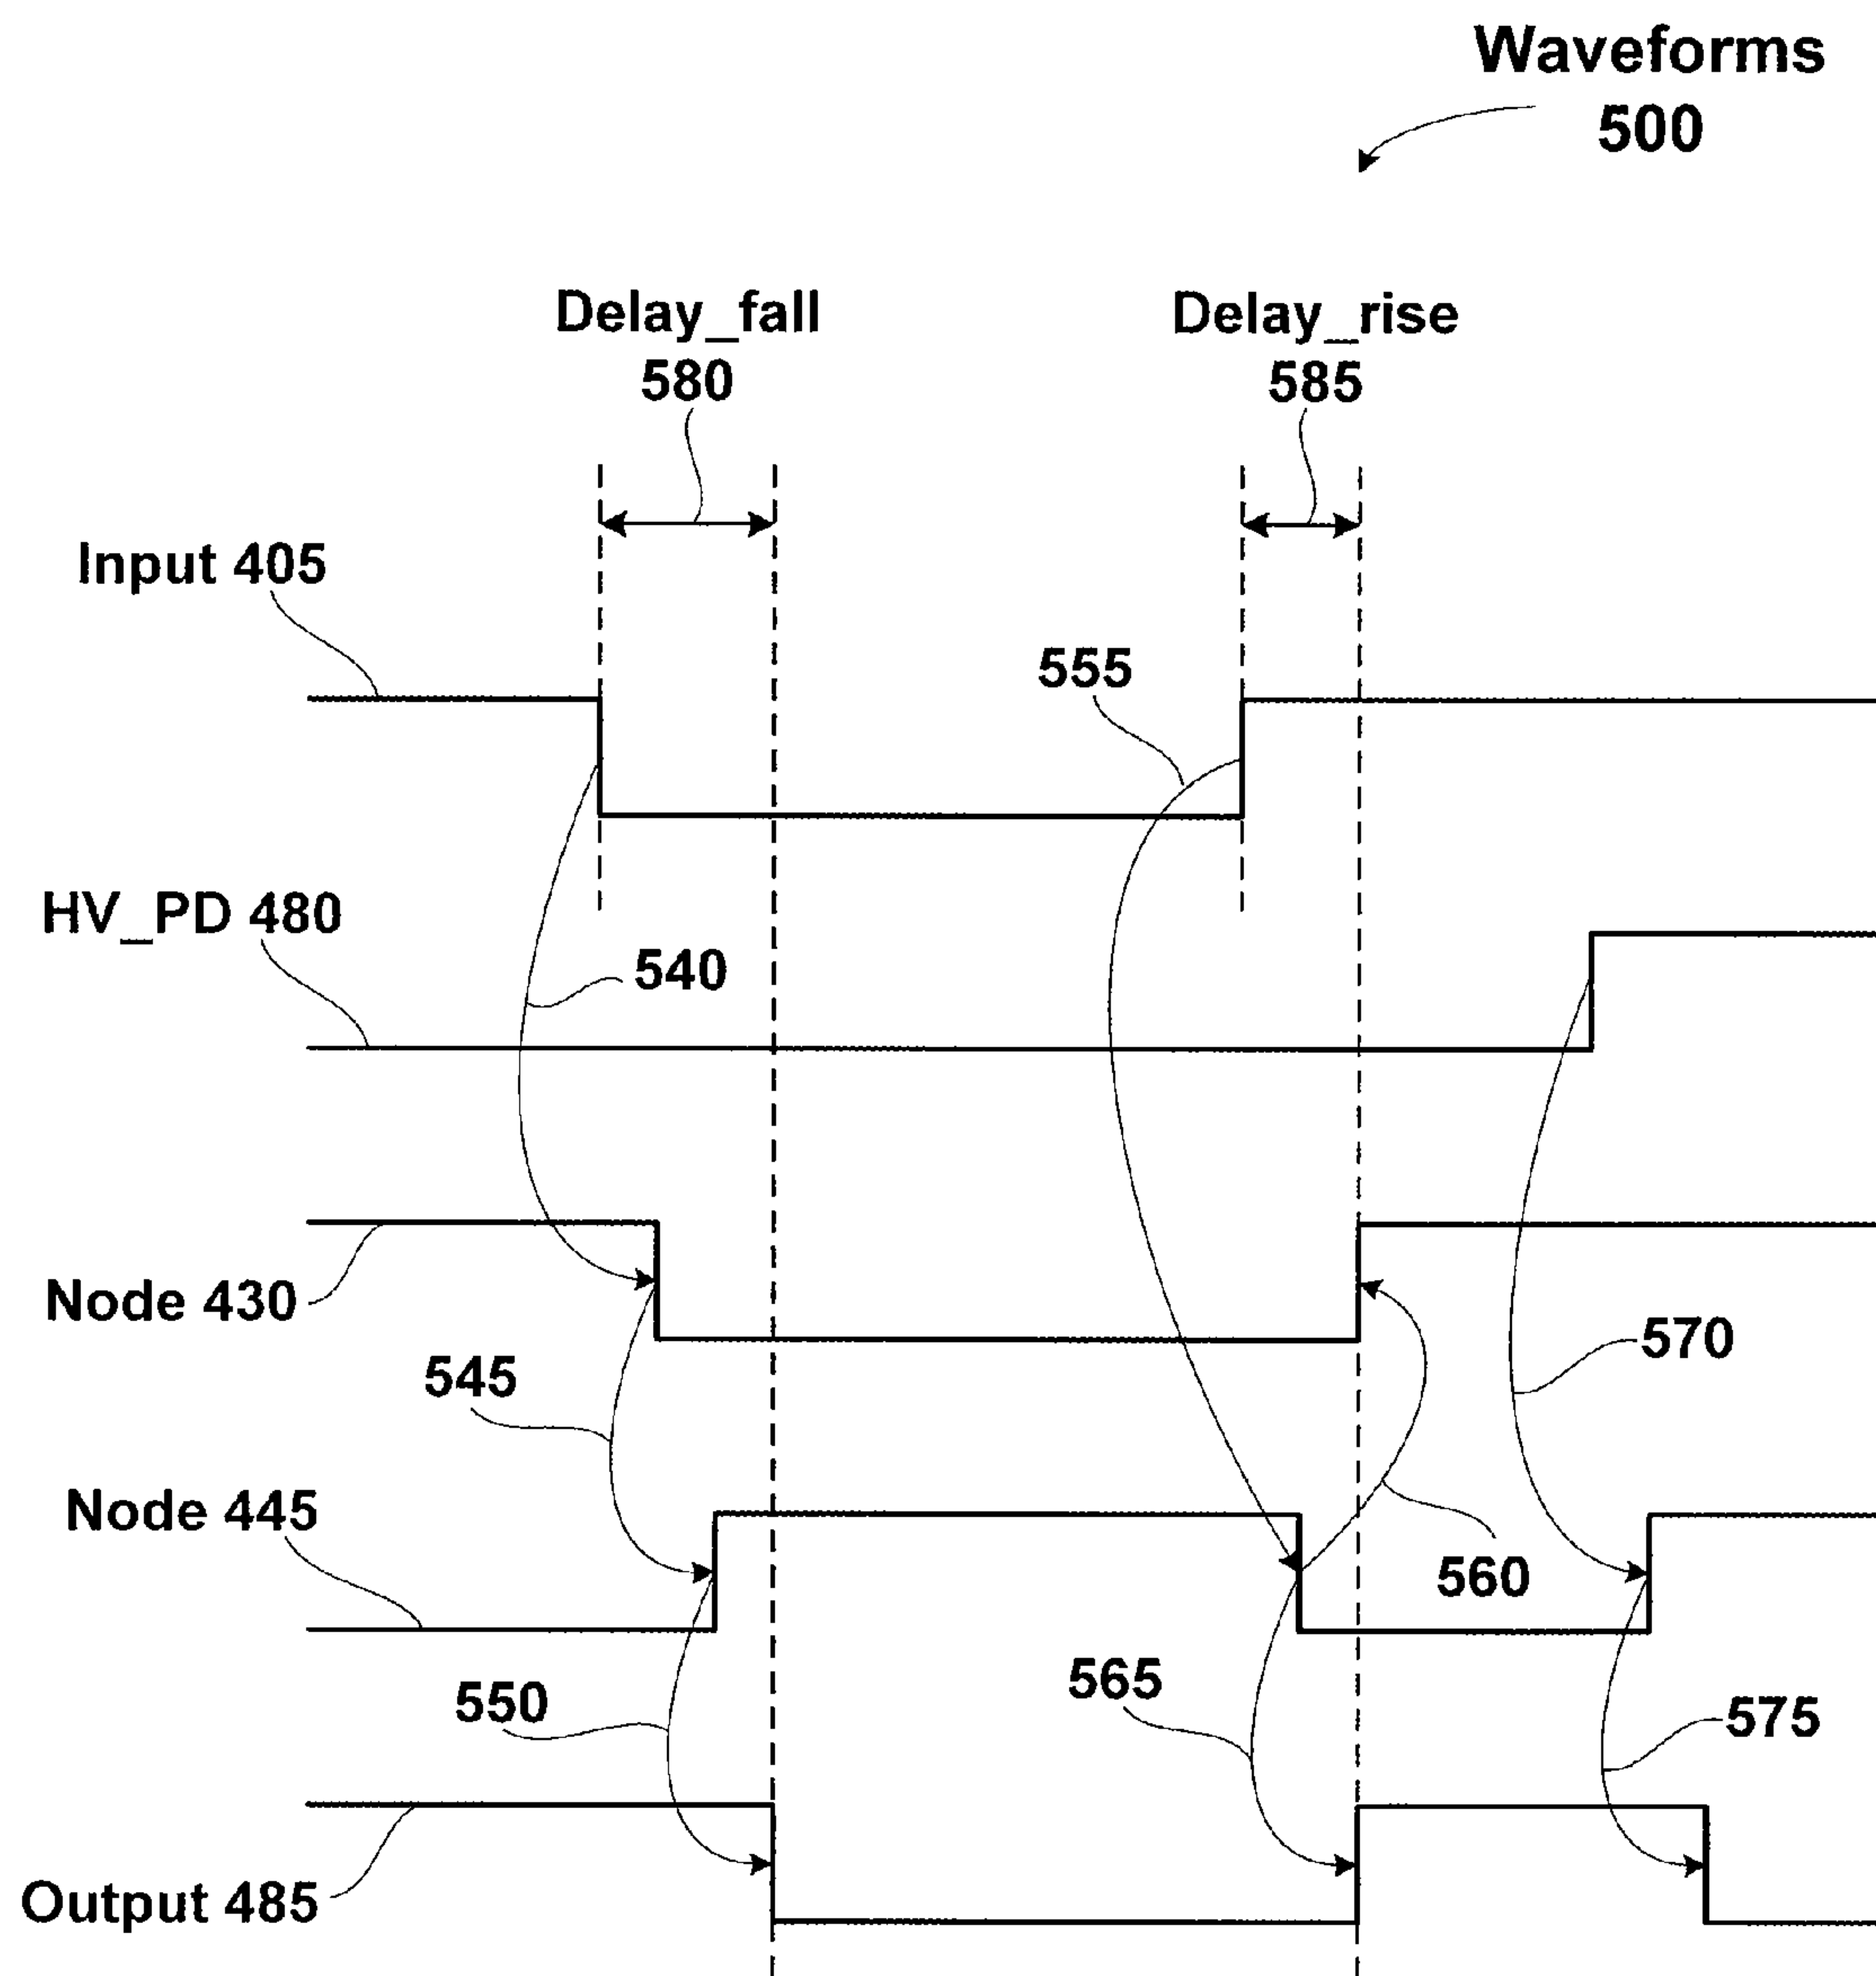 Waveforms
500
Delay_fall
580
Delay_rise
585
Input 405
555
HV_PD 480
540
Node 430
570
545
Node 445
560
550
565
575
Output 485